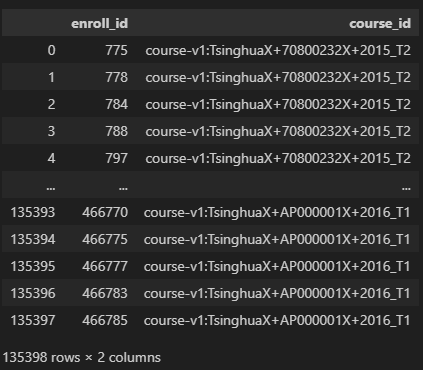 enroll_id course_id
0 775 course-v1:TsinghuaX+70800232X+2015_T2
1 778 course-v1:TsinghuaX+70800232X+2015_T2
2 784 course-v1:TsinghuaX+70800232X+2015_T2
3 788 course-v1:TsinghuaX+70800232X+2015_T2
4 797 course-v1:TsinghuaX+70800232X+2015_T2
... ... ...
135393 466770 course-v1:TsinghuaX+AP000001X+2016_T1
135394 466775 course-v1:TsinghuaX+AP000001X+2016_T1
135395 466777 course-v1:TsinghuaX+AP000001X+2016_T1
135396 466783 course-v1:TsinghuaX+AP000001X+2016_T1
135397 466785 course-v1:TsinghuaX+AP000001X+2016_T1
135398 rows × 2 columns